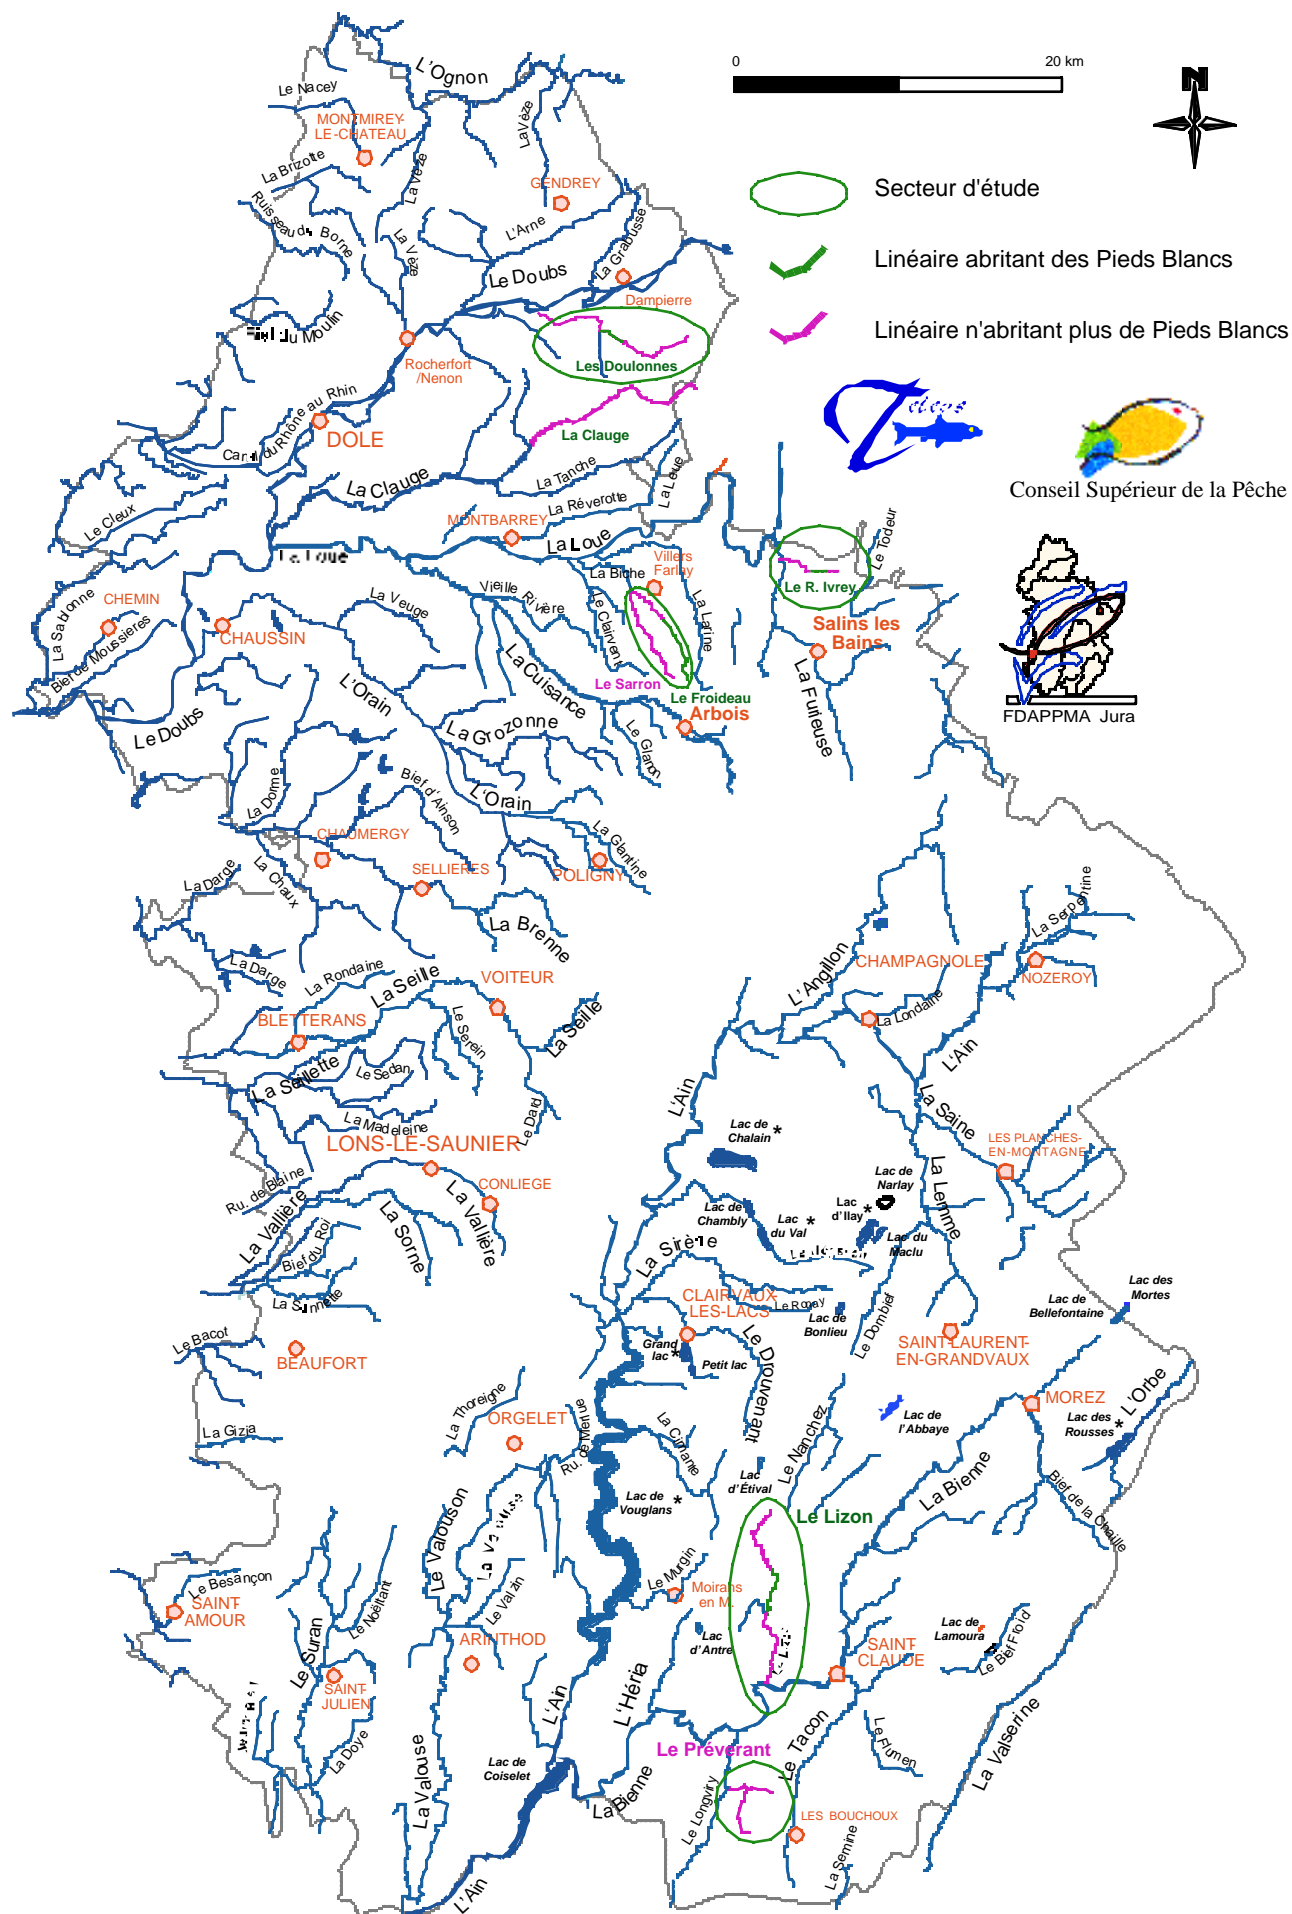 0
20 km
N
Secteur d'étude
Linéaire abritant des Pieds Blancs
Linéaire n'abritant plus de Pieds Blancs
Conseil Supérieur de la Pêche
FDAPPMA Jura
L'Ognon
Le Nacey
MONTMIREY-
LE-CHATEAU
La Vèze
La Brizotte
La Vèze
GENDREY
Ruisseau du Borne
La Vèze
L'Arne
La Grabusse
Le Doubs
Dampierre
du Moulin
Rochefort
/Nenon
Les Doulonnes
Canal du Rhône au Rhin
DOLE
La Clauge
La Clauge
La Tanche
La Leue
La Réverotte
Le Cleux
MONTBARREY
La Loue
La Loue
Villers
Farlay
La Biche
Le Todeur
Le R. Ivrey
La Sablonne
CHEMIN
Bief de Moussieres
CHAUSSIN
La Veuge
Vieille Rivière
Le Clairvent
La Larine
Salins les
Bains
La Furieuse
Le Sarron
Le Froideau
Arbois
La Cuisance
L'Orain
Le Doubs
La Grozonne
Le Glanon
La Dorme
Bief d'Ainson
L'Orain
La Glantine
CHAUMERGY
SELLIERES
POLIGNY
La Darge
La Chaux
La Brenne
La Serpentine
La Darge
La Rondaine
La Seille
VOITEUR
L'Angillon
CHAMPAGNOLE
NOZEROY
BLETTERANS
Le Serein
La Seille
La Londaine
L'Ain
La Seillette
Le Sedan
La Madeleine
Le Dard
L'Ain
La Saine
LONS-LE-SAUNIER
Lac de
Chalain *
LES PLANCHES-
EN-MONTAGNE
Ru. de Blaine
CONLIEGE
Lac de
Narlay
La Lemme
La Vallière
La Sorne
La Vallière
Lac de
Chambly
Lac
du Val *
Lac
d'Ilay *
Lac du
Maclu
Bief du Roi
La Sirène
La Sonnette
CLAIRVAUX-
LES-LACS
Le Ronay
Lac de
Bonlieu
Le Dombief
Lac des
Mortes
Lac de
Bellefontaine
Le Bacot
BEAUFORT
Grand
lac *
Petit lac
Le Drouvenant
SAINT-LAURENT-
EN-GRANDVAUX
MOREZ
L'Orbe
La Thoreigne
ORGELET
Ru. de Merlue
La Cimante
Le Nanchez
Lac de
l'Abbaye
Lac des
Rousses *
La Gizia
Lac
d'Étival
La Bienne
Bief de la Chaille
Lac de
Vouglans *
Le Lizon
Le Valouson
Le Murgin
Moirans
en M.
Le Besançon
SAINT-
AMOUR
Le Noëltant
Le Valzin
Le Suran
ARINTHOD
Lac
d'Antre
SAINT-
CLAUDE
Lac de
Lamoura
Le Bief Froid
SAINT-
JULIEN
L'Ain
L'Héria
La Doye
La Valouse
Lac de
Coiselet
Le Préverant
Le Tacon
Le Flumen
La Valserine
La Bienne
Le Longviry
LES BOUCHOUX
La Semine
L'Ain